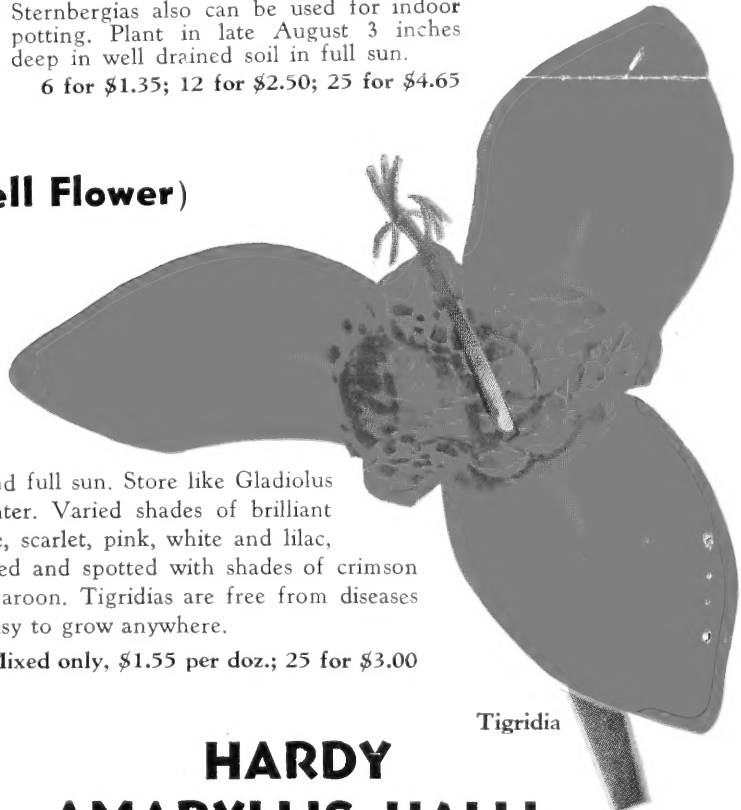 Sternbergias also can be used for indoor
potting. Plant in late August 3 inches
deep in well drained soil in full sun.
6 for $1.35; 12 for $2.50; 25 for $4.65
ell Flower)
d full sun. Store like Gladiolus
ter. Varied shades of brilliant
, scarlet, pink, white and lilac,
ed and spotted with shades of crimson
aroon. Tigridias are free from diseases
sy to grow anywhere.
Mixed only, $1.55 per doz.; 25 for $3.00
Tigridia
HARDY
AMARYLLIS HALLI